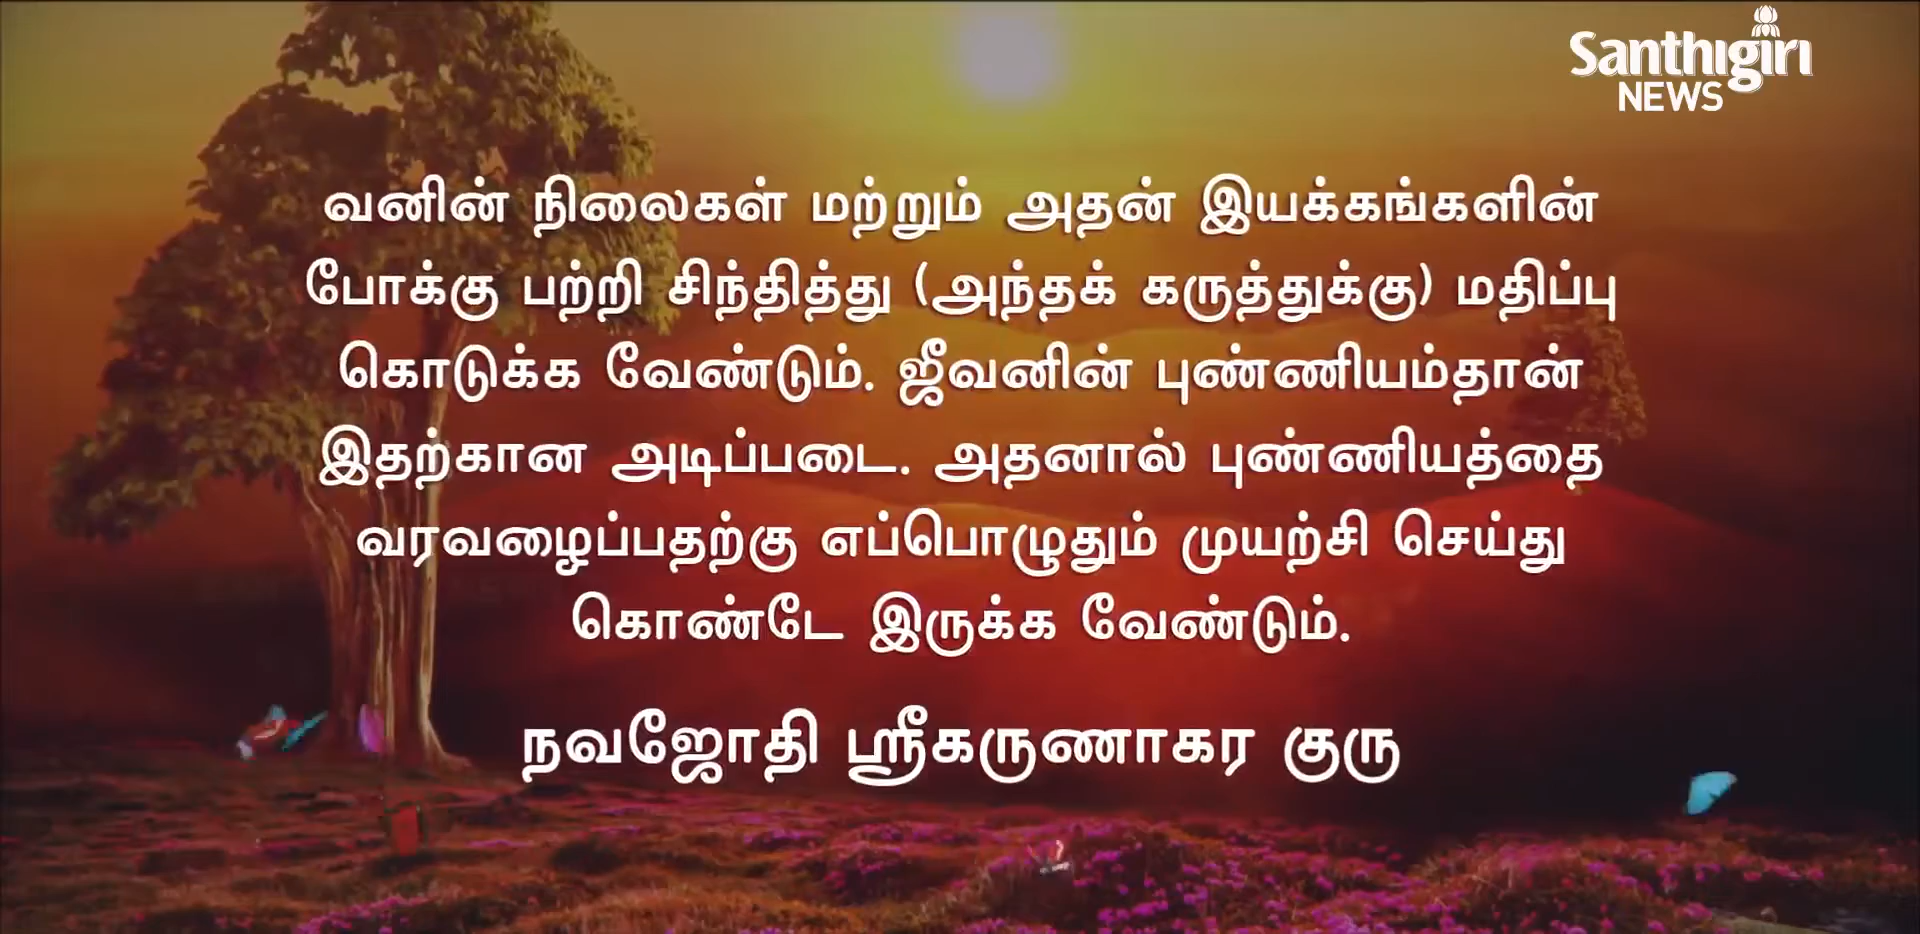 Santhigiri
NEWS
வனின் நிலைகள் மற்றும் அதன் இயக்கங்களின்
போக்கு பற்றி சிந்தித்து (அந்தக் கருத்துக்கு) மதிப்பு
கொடுக்க வேண்டும். ஜீவனின் புண்ணியம்தான்
இதற்கான அடிப்படை. அதனால் புண்ணியத்தை
வரவழைப்பதற்கு எப்பொழுதும் முயற்சி செய்து
கொண்டே இருக்க வேண்டும்.
நவஜோதி ஸ்ரீகருணாகர குரு